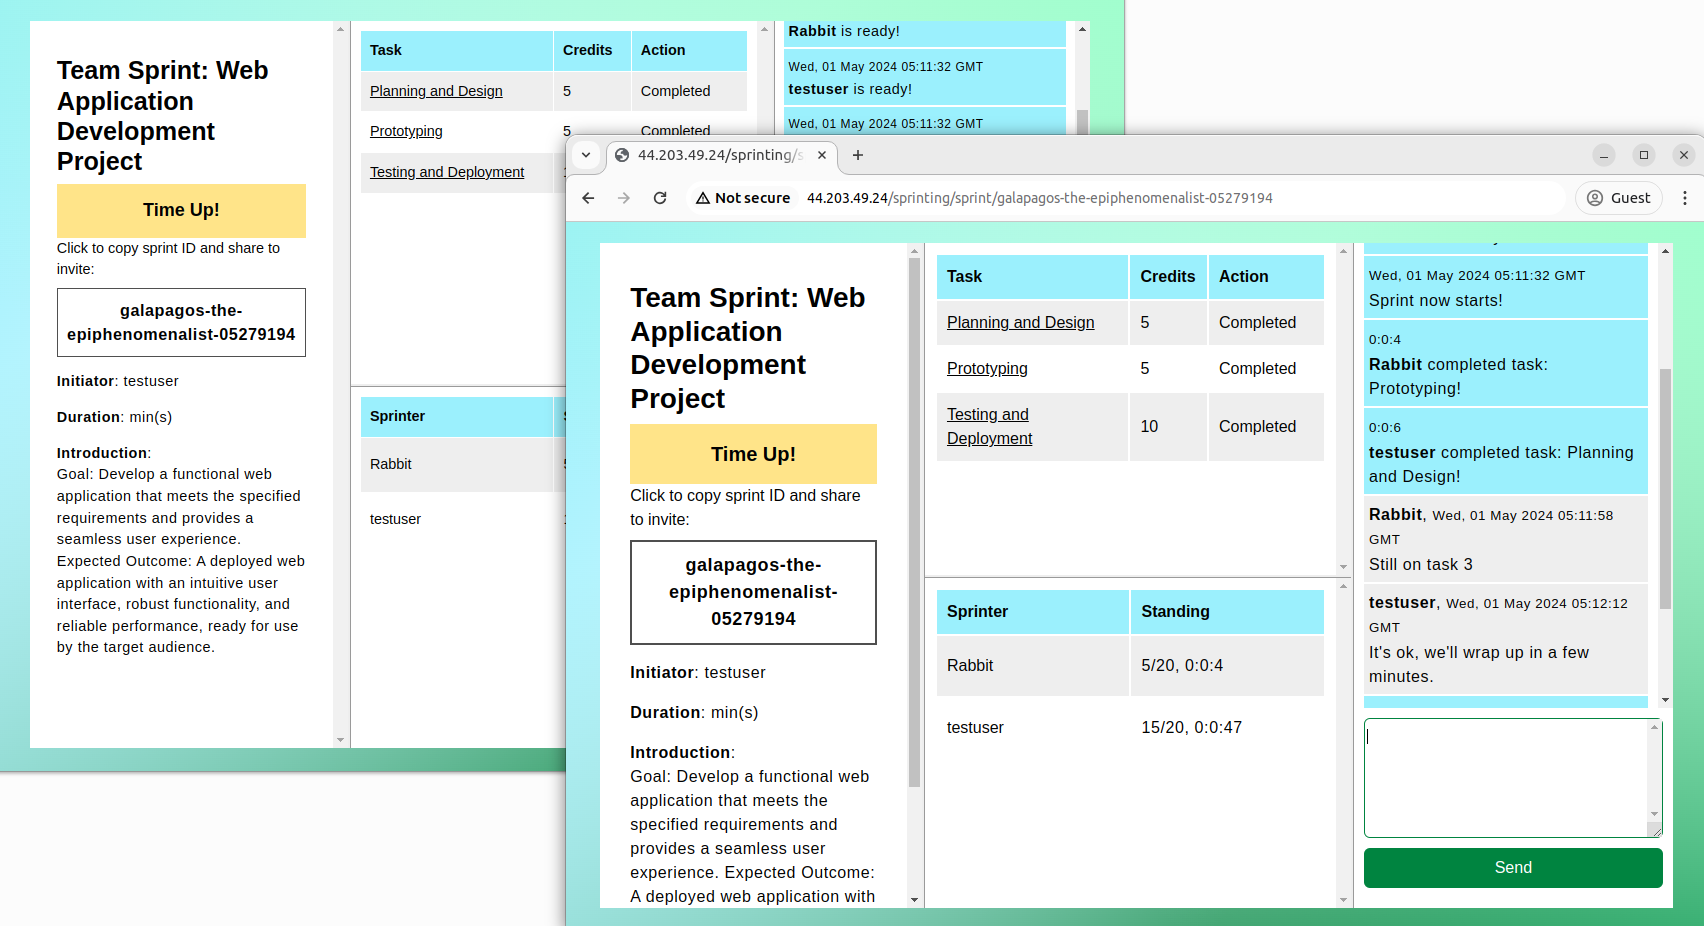 Team Sprint: Web
Application
Development
Project
Time Up!
Click to copy sprint ID and share to
invite:
galapagos-the-
epiphenomenalist-05279194
Initiator: testuser
Duration: min(s)
Introduction:
Goal: Develop a functional web
application that meets the specified
requirements and provides a
seamless user experience.
Expected Outcome: A deployed web
application with an intuitive user
interface, robust functionality, and
reliable performance, ready for use
by the target audience.
Task Credits Action
Planning and Design 5 Completed
Prototyping 5 Completed
Testing and Deployment
Sprinter
Rabbit
testuser
Rabbit is ready!
Wed, 01 May 2024 05:11:32 GMT
testuser is ready!
Wed, 01 May 2024 05:11:32 GMT
44.203.49.24/sprinting/s
Not secure 44.203.49.24/sprinting/sprint/galapagos-the-epiphenomenalist-05279194 Guest
Team Sprint: Web
Application
Development
Project
Time Up!
Click to copy sprint ID and share
to invite:
galapagos-the-
epiphenomenalist-
05279194
Initiator: testuser
Duration: min(s)
Introduction:
Goal: Develop a functional web
application that meets the
specified requirements and
provides a seamless user
experience. Expected Outcome:
A deployed web application with
Task Credits Action
Planning and Design 5 Completed
Prototyping 5 Completed
Testing and
Deployment 10 Completed
Sprinter Standing
Rabbit 5/20, 0:0:4
testuser 15/20, 0:0:47
Wed, 01 May 2024 05:11:32 GMT
Sprint now starts!
0:0:4
Rabbit completed task:
Prototyping!
0:0:6
testuser completed task: Planning
and Design!
Rabbit, Wed, 01 May 2024 05:11:58
GMT
Still on task 3
testuser, Wed, 01 May 2024 05:12:12
GMT
It's ok, we'll wrap up in a few
minutes.
Send